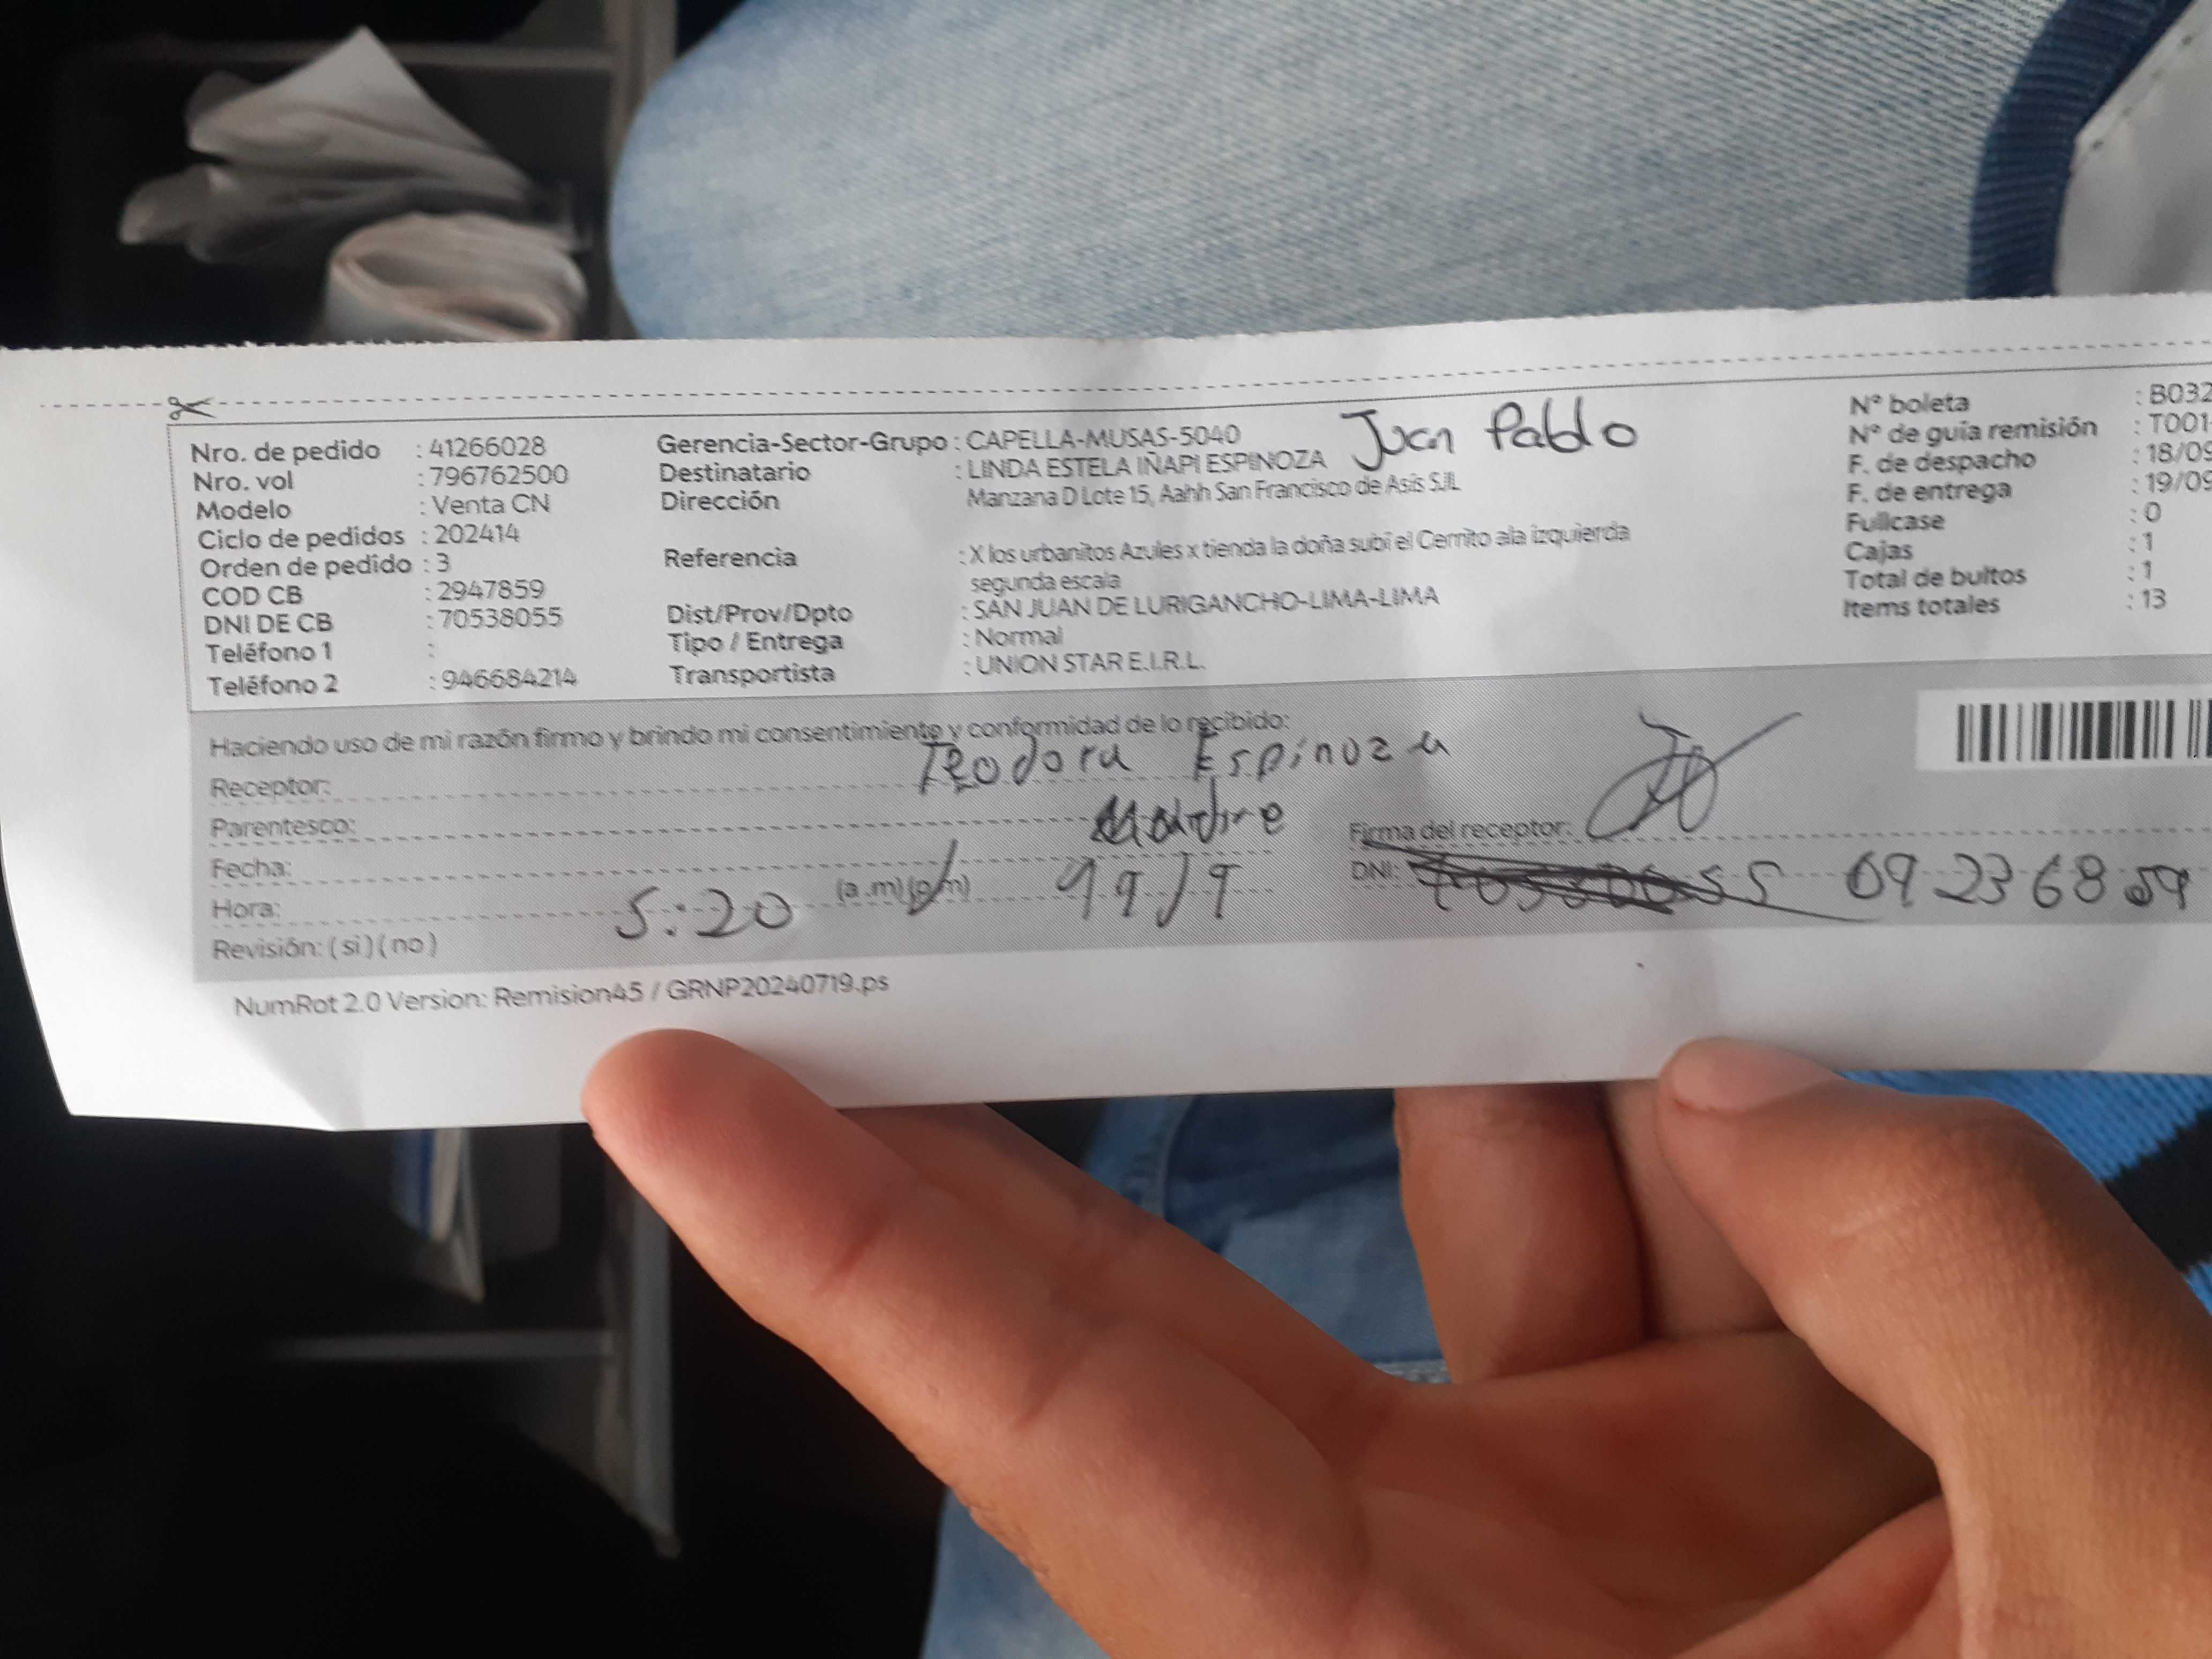 Nro. de pedido : 41266028
Nro. vol : 796762500
Modelo : Venta CN
Ciclo de pedidos : 202414
Orden de pedido : 3
COD CB : 2947859
DNI DE CB : 70538055
Teléfono 1 :
Teléfono 2 : 946684214
Gerencia-Sector-Grupo : CAPELLA-MUSAS-5040
Juan Pablo
Destinatario : LINDA ESTELA IÑAPI ESPINOZA
Dirección Manzana D Lote 15, Aahh San Francisco de Asis SJL
Referencia : X los urbanitos Azules x tienda la doña subi el Cerrito ala izquierda
segunda escala
Dist/Prov/Dpto : SAN JUAN DE LURIGANCHO-LIMA-LIMA
Tipo / Entrega : Normal
Transportista : UNION STAR E.I.R.L.
N° boleta : B032
N° de guía remisión : T001-
F. de despacho : 18/09
F. de entrega : 19/09
Fullcase : 0
Cajas : 1
Total de bultos : 1
Items totales : 13
Haciendo uso de mi razón firmo y brindo mi consentimiento y conformidad de lo recibido:
Receptor: Teodora Espinoza
Parentesco: Madre
Firma del receptor:
Fecha:
DNI: 09 23 68
Hora: 5:20 (a.m)(p.m)
Revisión: ( si ) ( no )
NumRot 2.0 Version: Remision45 / GRNP20240719.ps